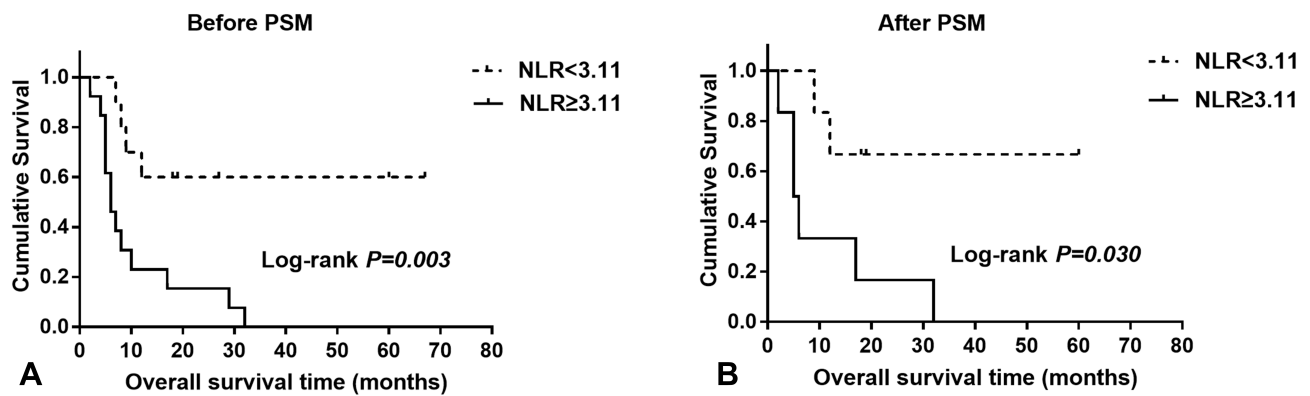 Before PSM
NLR<3.11
NLR≥3.11
Cumulative Survival
1.0
0.8
0.6
0.4
0.2
0.0
Log-rank P=0.003
0 10 20 30 40 50 60 70 80
Overall survival time (months)
A
After PSM
NLR<3.11
NLR≥3.11
Cumulative Survival
1.0
0.8
0.6
0.4
0.2
0.0
Log-rank P=0.030
0 10 20 30 40 50 60 70 80
Overall survival time (months)
B